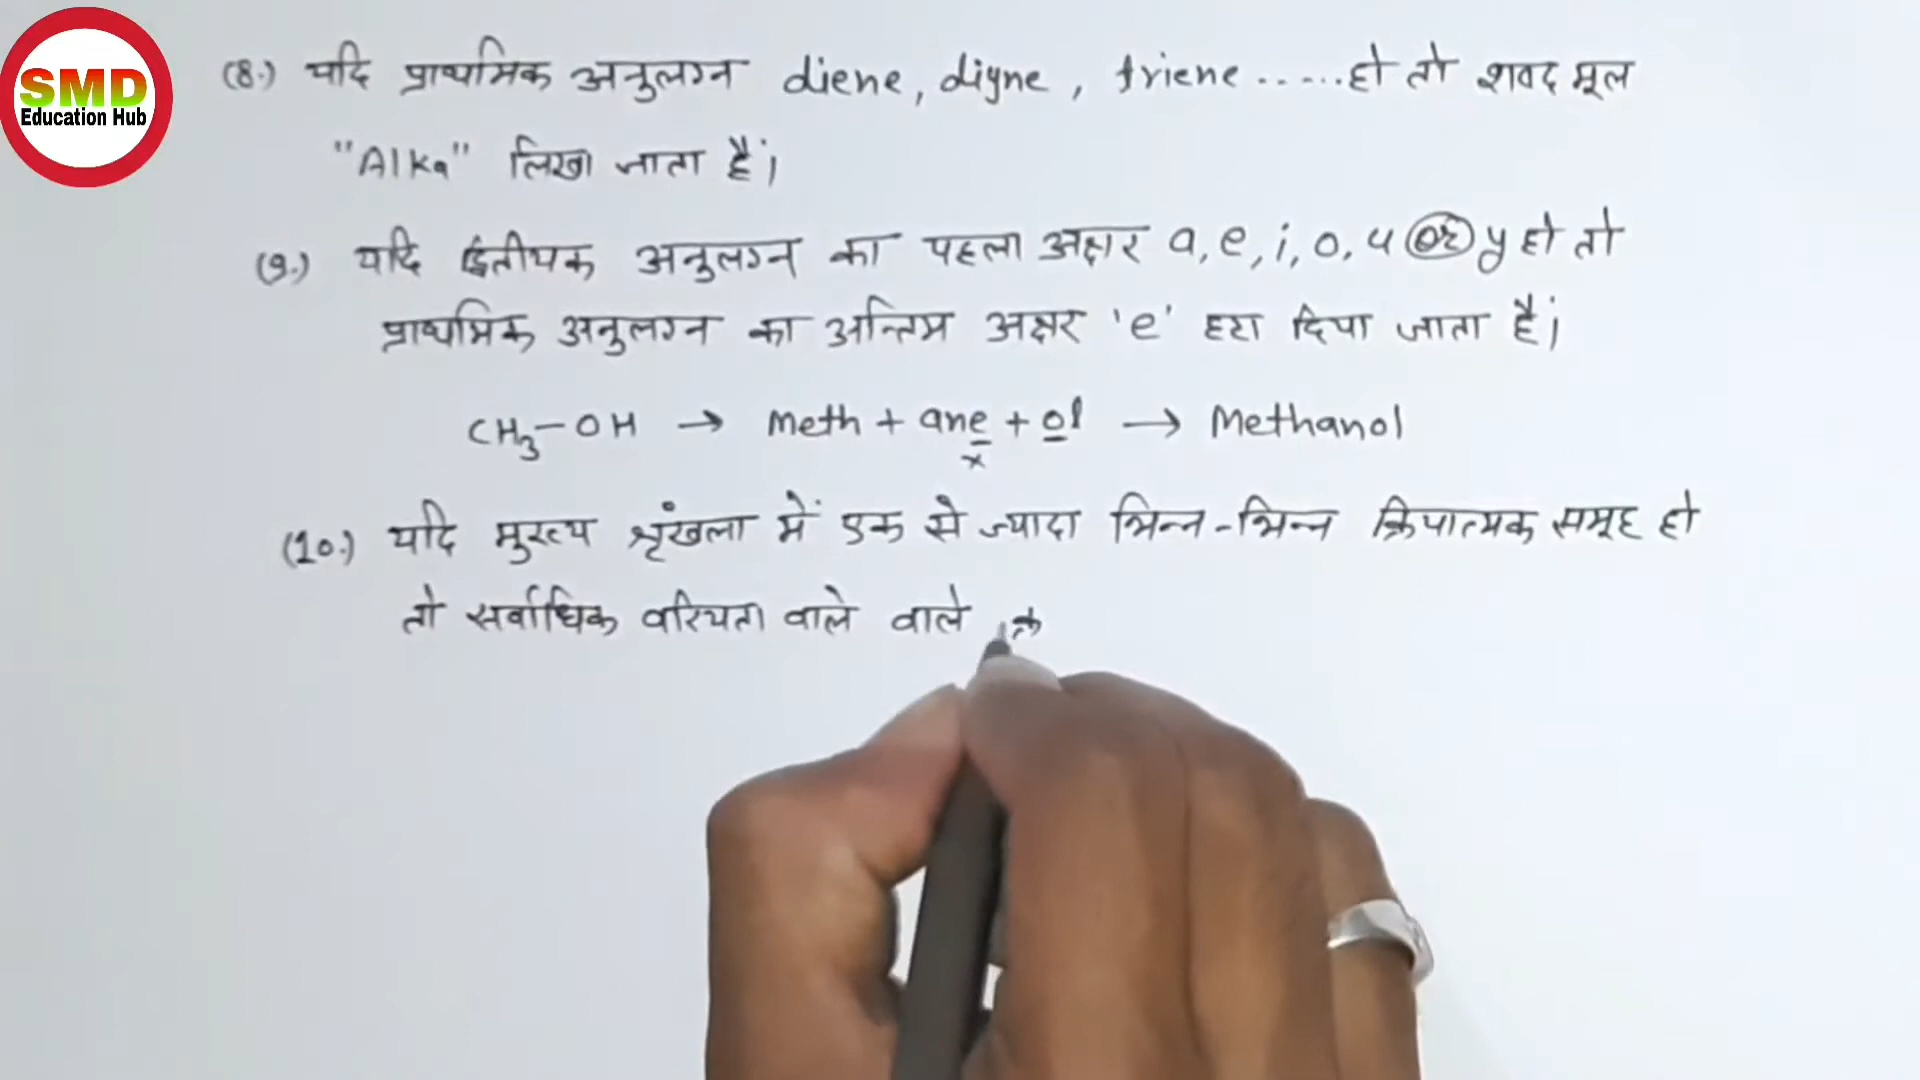 SMD
Education Hub
(8.) यदि प्राथमिक अनुलग्न diene, diyne, triene ..... हो तो शब्द मूल
"Alka" लिखा जाता है।
(9.) यदि द्वितीयक अनुलग्न का पहला अक्षर a, e, i, o, u or y हो तो
प्राथमिक अनुलग्न का अन्तिम अक्षर 'e' हटा दिया जाता है।
CH3-OH → Meth + ane + ol → Methanol
x
(10.) यदि मुख्य श्रृंखला में एक से ज्यादा भिन्न-भिन्न क्रियात्मक समूह हो
तो सर्वाधिक वरियता वाले वाले